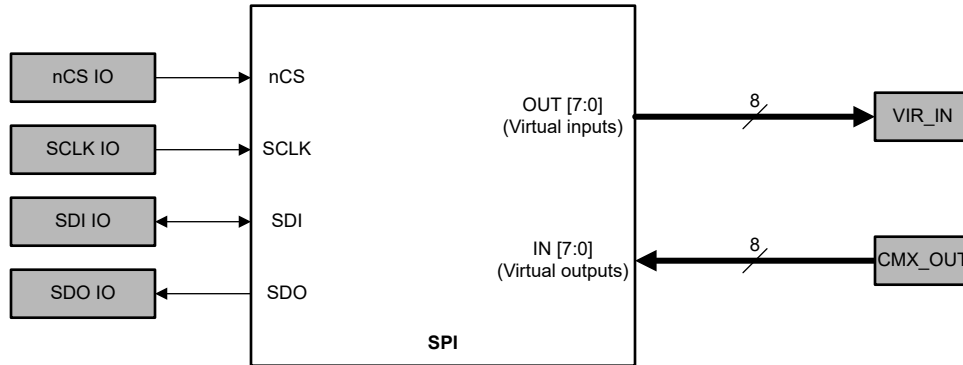 nCS IO
nCS
SCLK IO
SCLK
SDI IO
SDI
SDO IO
SDO
OUT [7:0]
(Virtual inputs)
8
VIR_IN
IN [7:0]
(Virtual outputs)
8
CMX_OUT
SPI